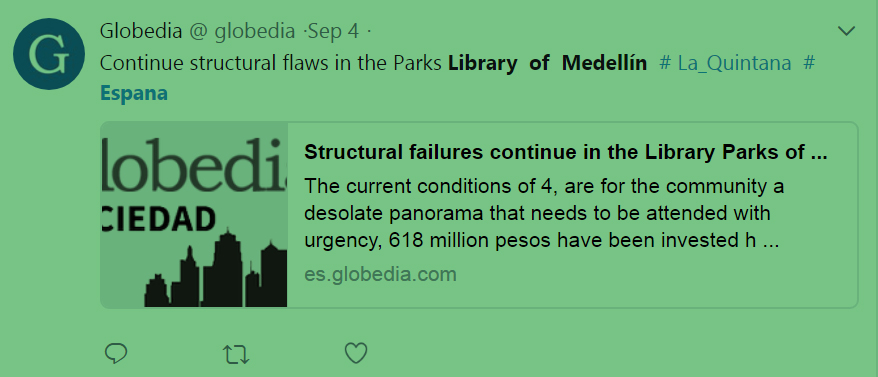 G
Globedia @ globedia ·Sep 4 ·
Continue structural flaws in the Parks Library of Medellín # La_Quintana #
Espana
lobedi
CIEDAD
Structural failures continue in the Library Parks of ...
The current conditions of 4, are for the community a
desolate panorama that needs to be attended with
urgency, 618 million pesos have been invested h ...
es.globedia.com